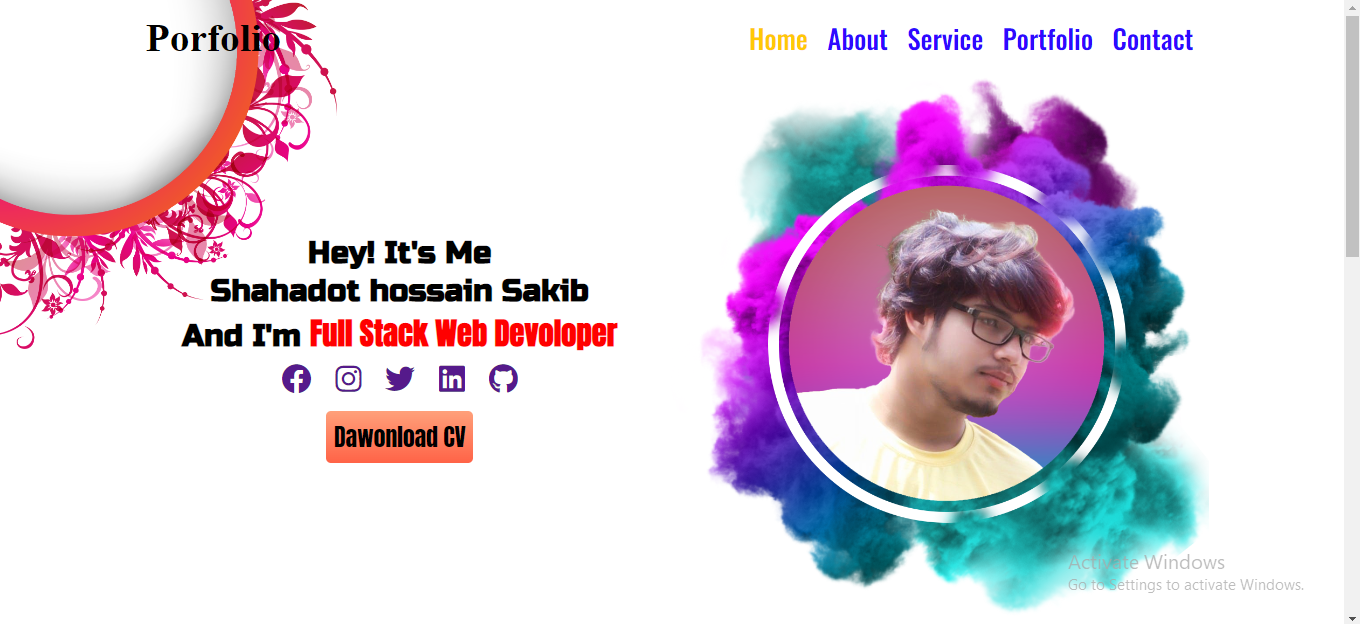 Porfolio
Home About Service Portfolio Contact
Hey! It's Me
Shahadot hossain Sakib
And I'm Full Stack Web Devoloper
Dawonload CV
Activate Windows
Go to Settings to activate Windows.